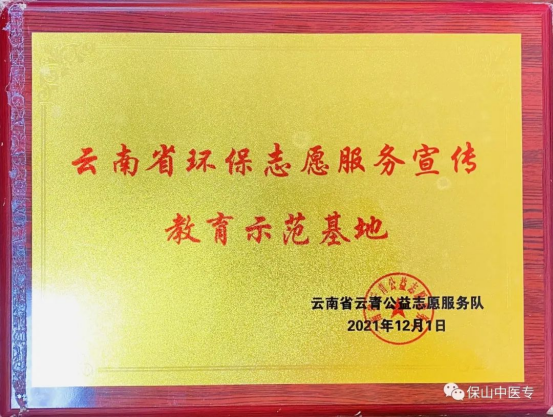 云南省环保志愿服务宣传
教育示范基地
云南省云青公益志愿服务队
2021年12月1日
保山中医专